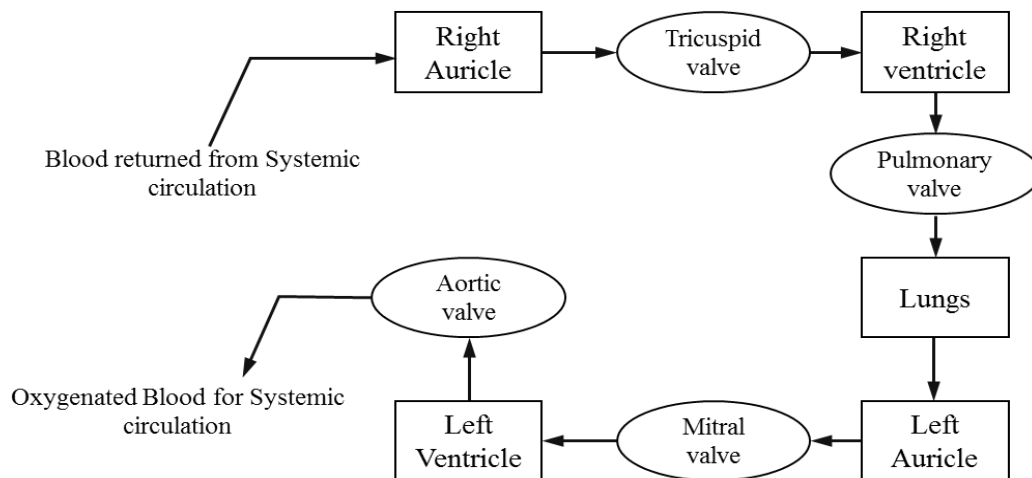 Right
Auricle
Tricuspid
valve
Right
ventricle
Blood returned from Systemic
circulation
Pulmonary
valve
Lungs
Aortic
valve
Oxygenated Blood for Systemic
circulation
Left
Ventricle
Mitral
valve
Left
Auricle